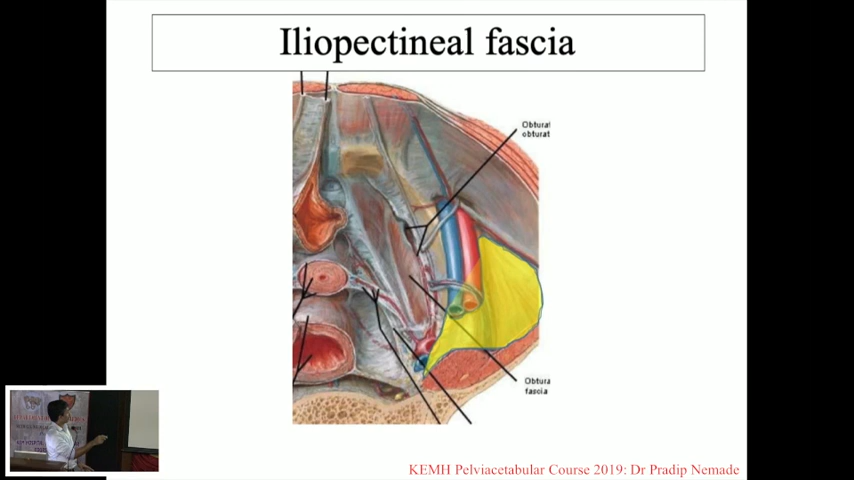 Iliopectineal fascia
Obturat
obturat
Obtura
fascia
KEMH Pelviacetabular Course 2019: Dr Pradip Nemade